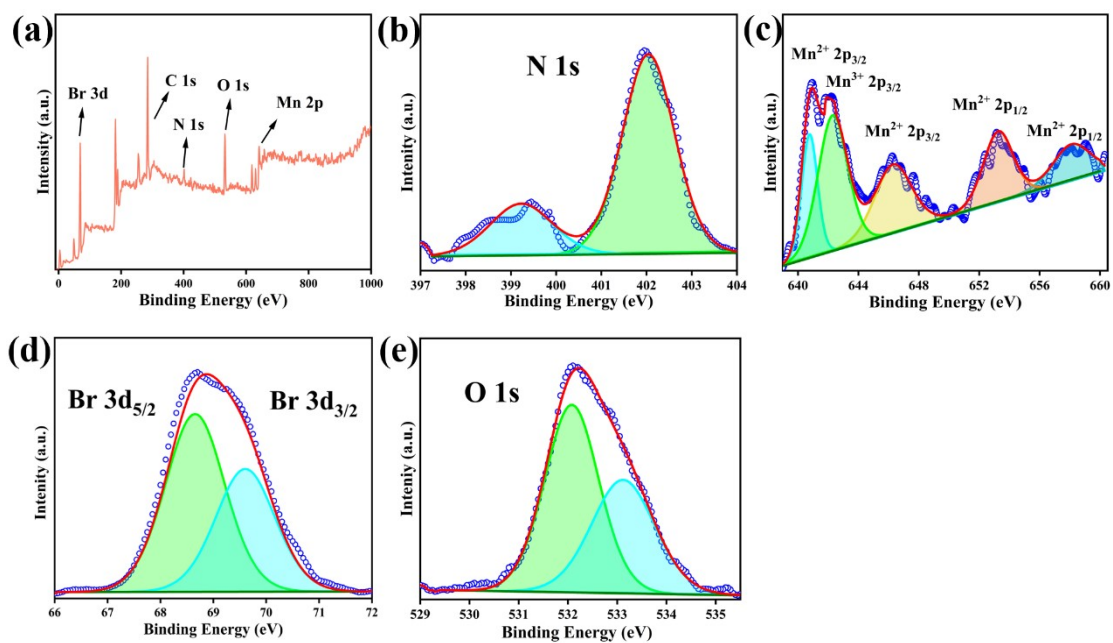 (a)
Br 3d
C 1s
N 1s
O 1s
Mn 2p
Intensity (a.u.)
0 200 400 600 800 1000
Binding Energy (eV)
(b)
N 1s
Intensity (a.u.)
397 398 399 400 401 402 403 404
Binding Energy (eV)
(c)
Mn²⁺ 2p₃/₂
Mn³⁺ 2p₃/₂
Mn²⁺ 2p₃/₂
Mn²⁺ 2p₁/₂
Mn²⁺ 2p₁/₂
Intensity (a.u.)
640 644 648 652 656 660
Binding Energy (eV)
(d)
Br 3d₅/₂
Br 3d₃/₂
Intenity (a.u.)
66 67 68 69 70 71 72
Binding Energy (eV)
(e)
O 1s
Inteniy (a.u.)
529 530 531 532 533 534 535
Binding Energy (eV)